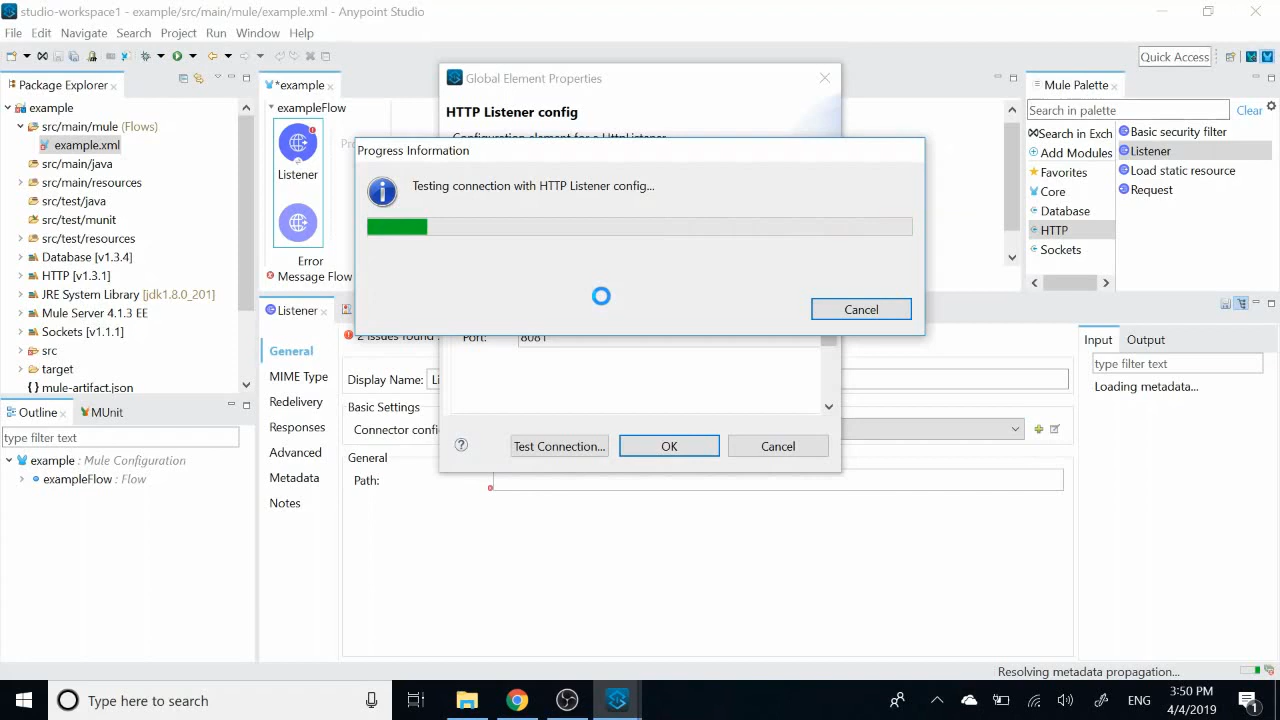 studio-workspace1 - example/src/main/mule/example.xml - Anypoint Studio
File Edit Navigate Search Project Run Window Help
Quick Access
Package Explorer
*example
Global Element Properties
Mule Palette
example
exampleFlow
HTTP Listener config
Search in palette
Clear
src/main/mule (Flows)
Search in Exch
Basic security filter
example.xml
Progress Information
Add Modules
Listener
src/main/java
Listener
Testing connection with HTTP Listener config...
Favorites
Load static resource
src/main/resources
Core
Request
src/test/java
Database
src/test/munit
HTTP
src/test/resources
Sockets
Database [v1.3.4]
Error
HTTP [v1.3.1]
Message Flow
JRE System Library [jdk1.8.0_201]
Listener
Cancel
Mule Server 4.1.3 EE
Sockets [v1.1.1]
2 issues found
Port: 8081
Input
Output
src
General
type filter text
target
MIME Type
Display Name: Li
Loading metadata...
mule-artifact.json
Redelivery
Basic Settings
Outline
MUnit
Responses
Connector confi
type filter text
Advanced
Test Connection...
OK
Cancel
example : Mule Configuration
General
exampleFlow : Flow
Metadata
Path:
Notes
Resolving metadata propagation...
Type here to search
ENG
3:50 PM
4/4/2019
1